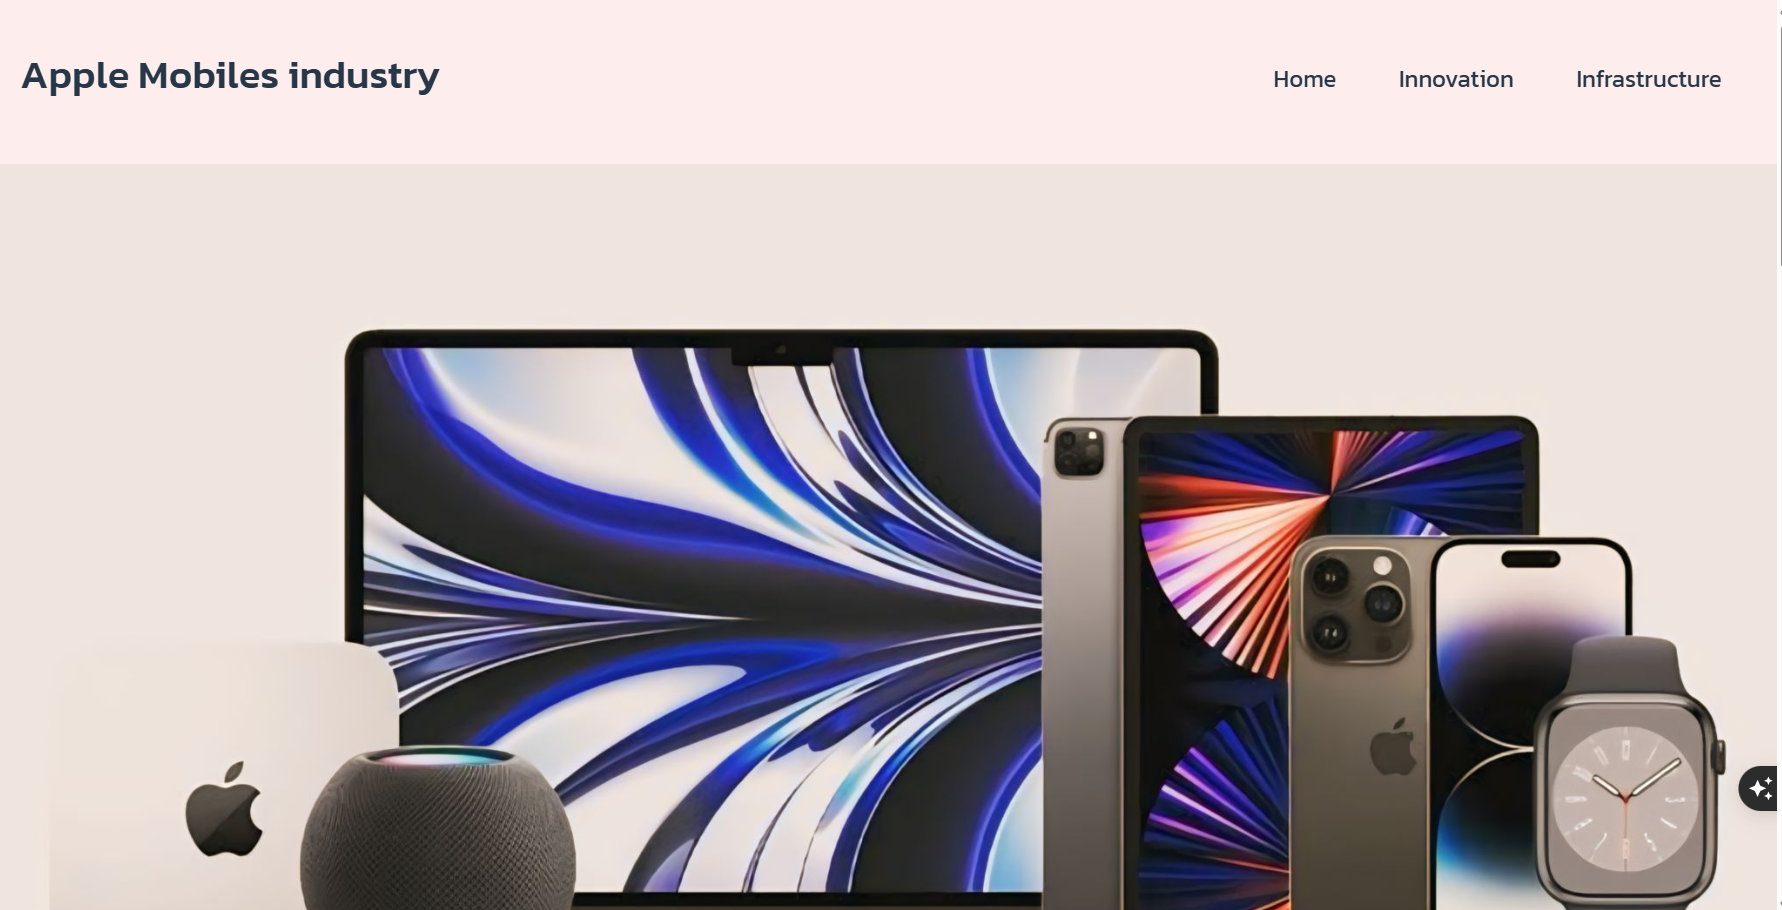 Apple Mobiles industry
Home
Innovation
Infrastructure